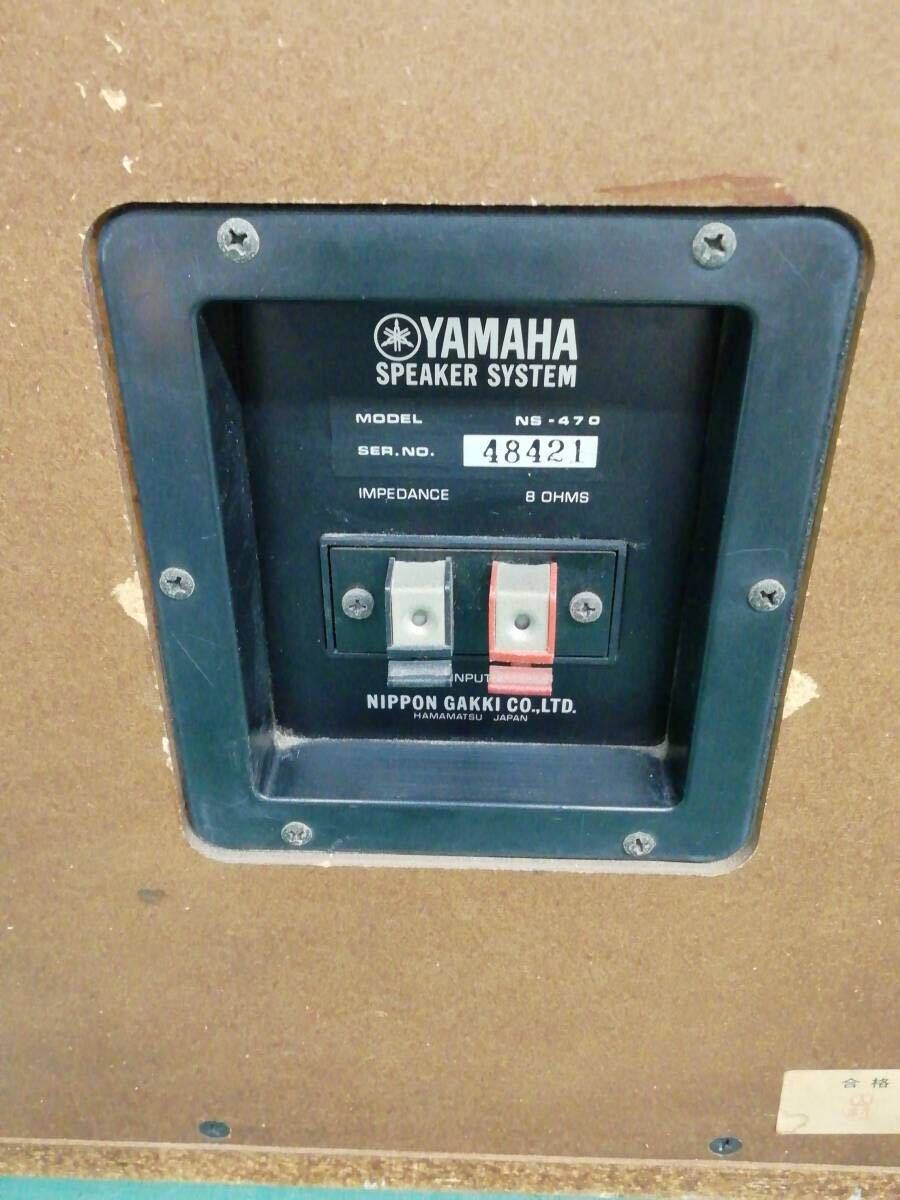 YAMAHA
SPEAKER SYSTEM
MODEL NS-470
SER.NO. 48421
IMPEDANCE 8 OHMS
INPUT
NIPPON GAKKI CO.,LTD.
HAMAMATSU JAPAN
合格